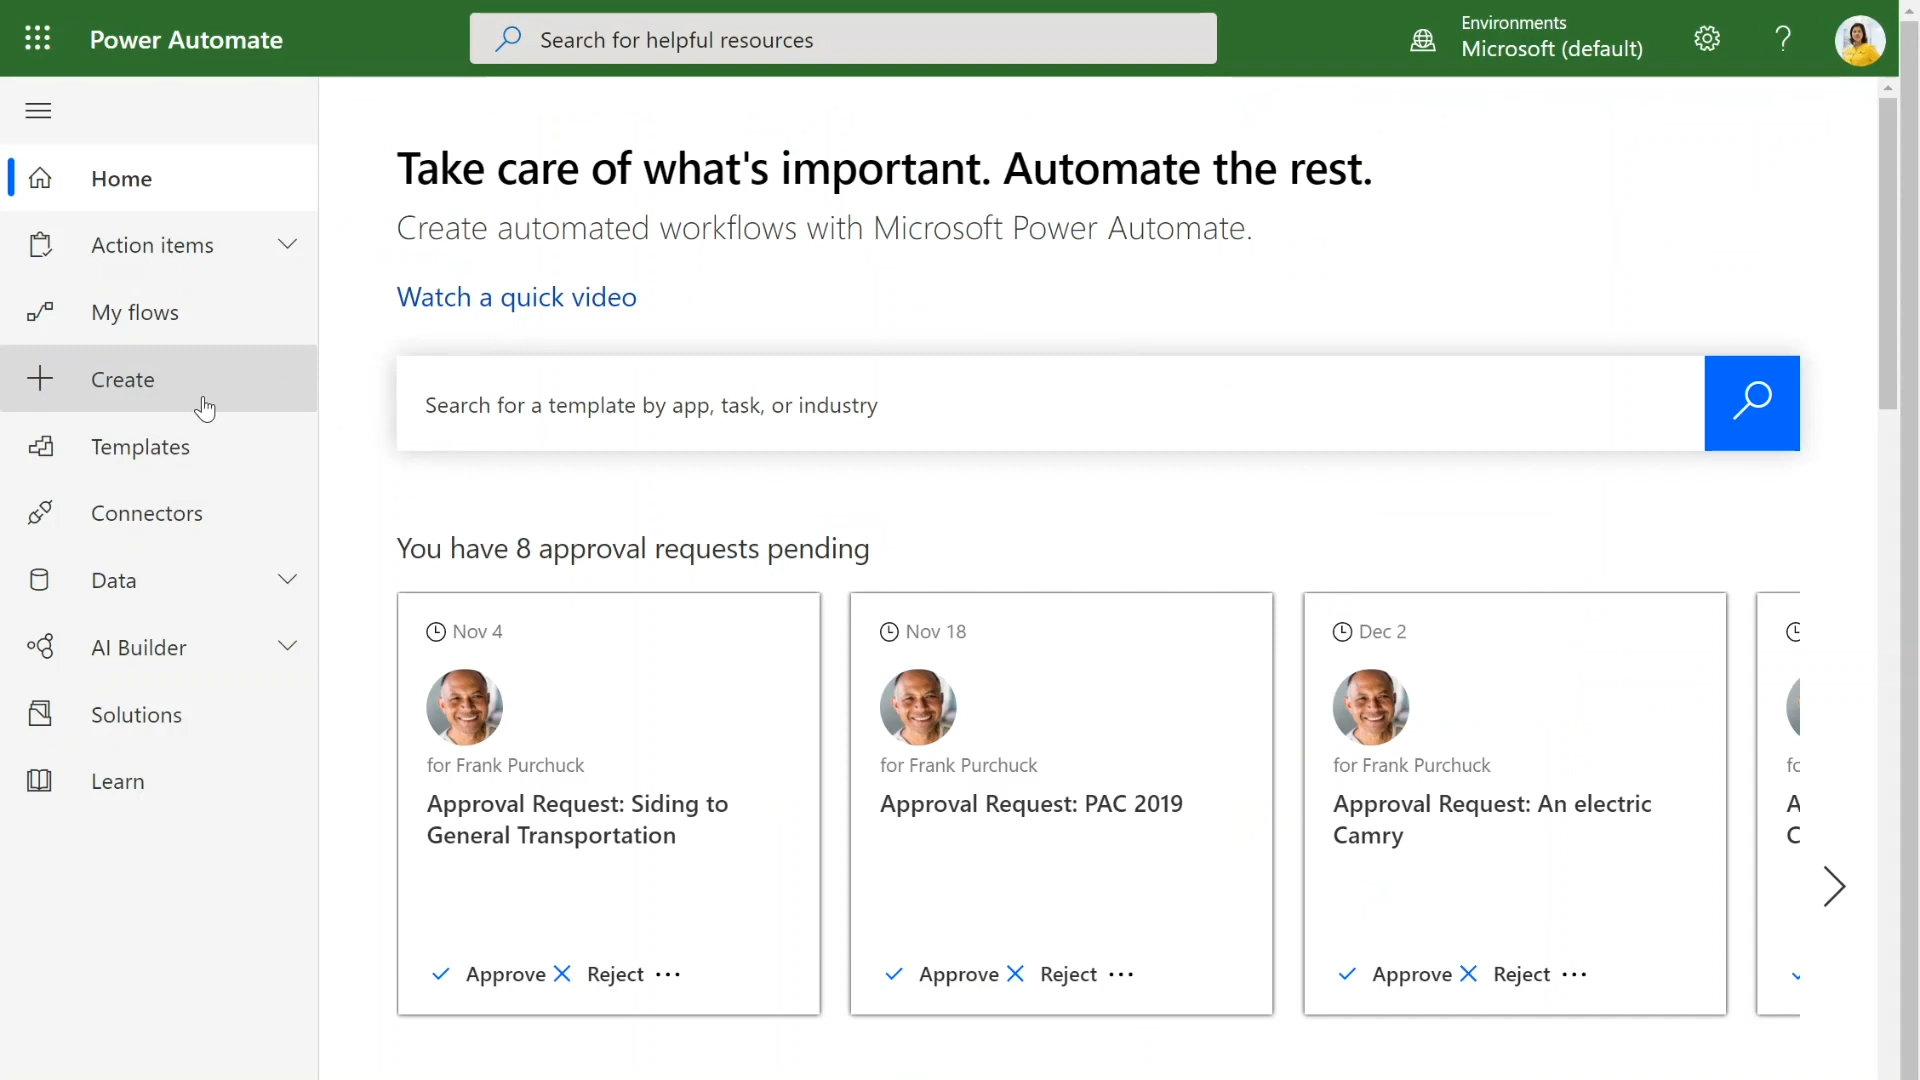 Power Automate
Search for helpful resources
Environments
Microsoft (default)
Home
Action items
My flows
Create
Templates
Connectors
Data
AI Builder
Solutions
Learn
Take care of what's important. Automate the rest.
Create automated workflows with Microsoft Power Automate.
Watch a quick video
Search for a template by app, task, or industry
You have 8 approval requests pending
Nov 4
for Frank Purchuck
Approval Request: Siding to
General Transportation
Approve Reject
Nov 18
for Frank Purchuck
Approval Request: PAC 2019
Approve Reject
Dec 2
for Frank Purchuck
Approval Request: An electric
Camry
Approve Reject